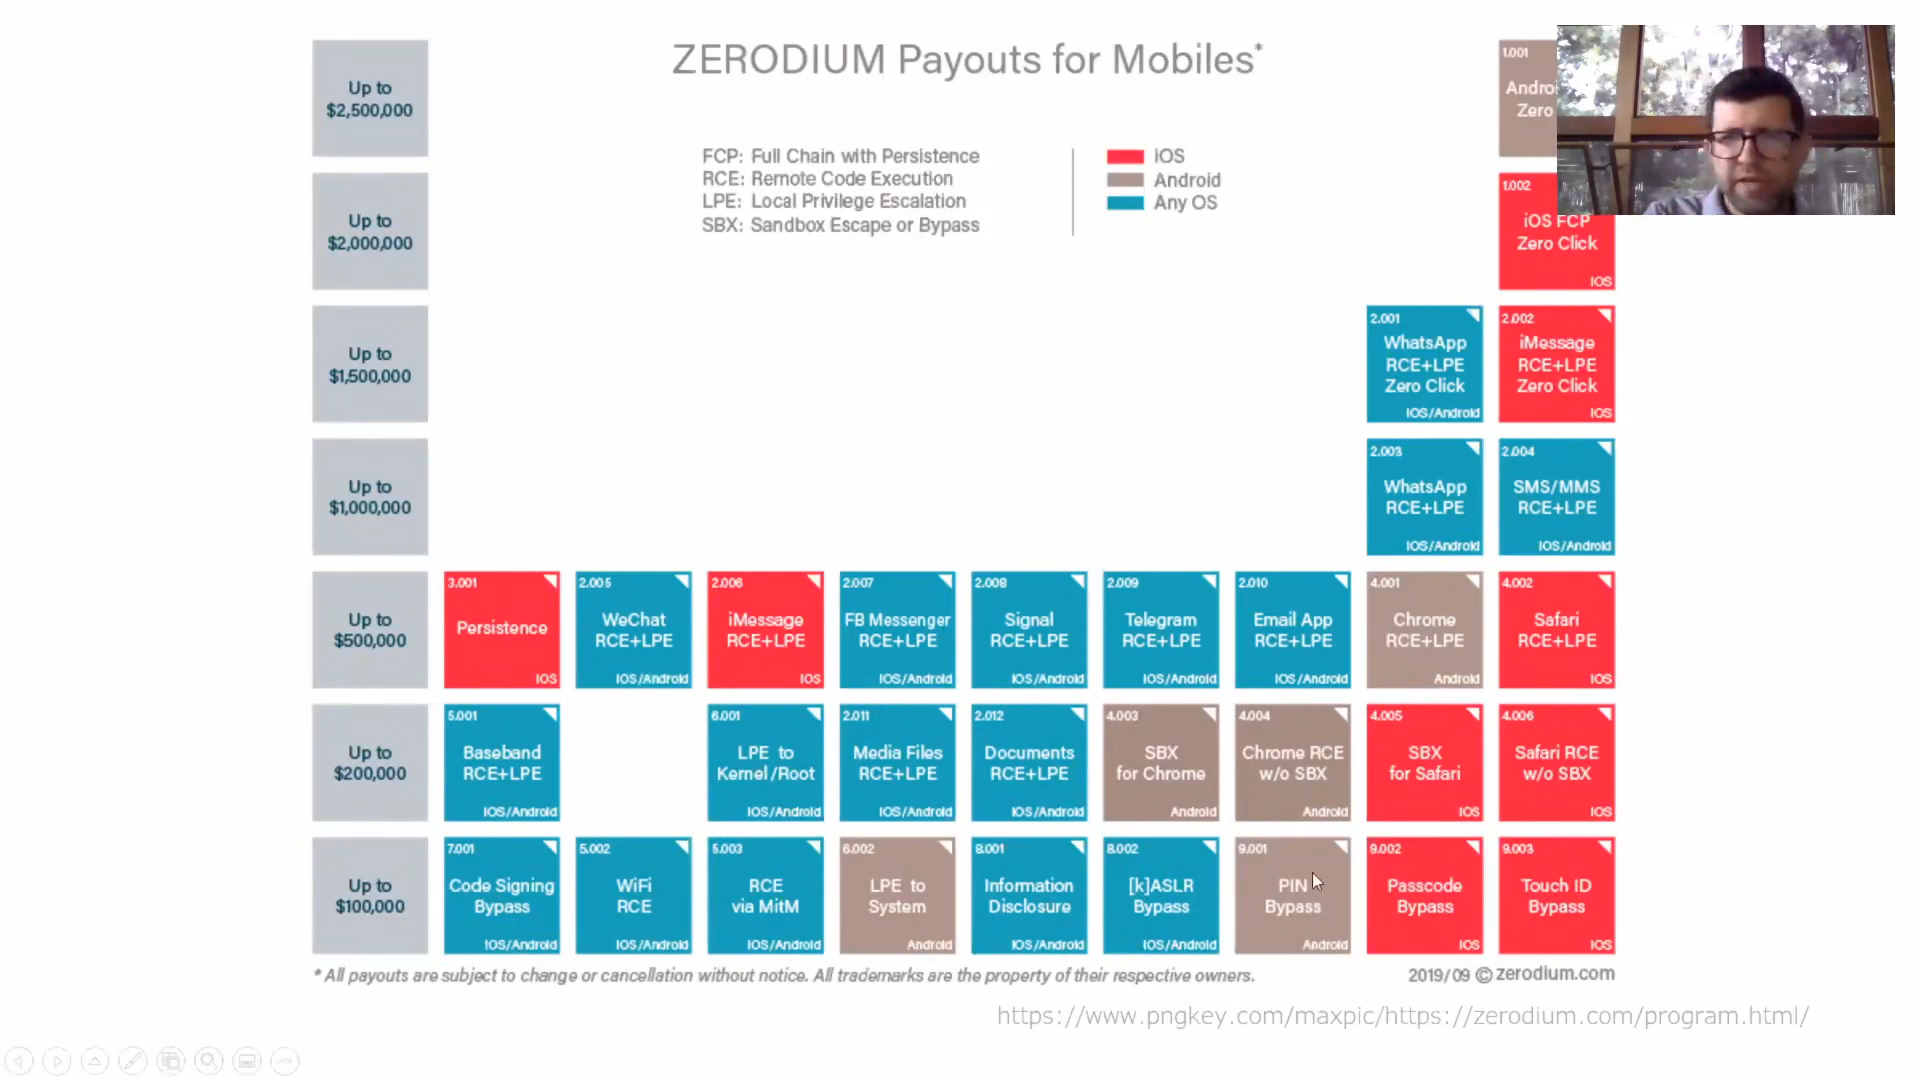 ZERODIUM Payouts for Mobiles*
FCP: Full Chain with Persistence
RCE: Remote Code Execution
LPE: Local Privilege Escalation
SBX: Sandbox Escape or Bypass
iOS
Android
Any OS
Up to
$2,500,000
1.001
Zero
Up to
$2,000,000
1.002
iOS FCP
Zero Click
iOS
Up to
$1,500,000
2.001
WhatsApp
RCE+LPE
Zero Click
iOS/Android
2.002
iMessage
RCE+LPE
Zero Click
iOS
Up to
$1,000,000
2.003
WhatsApp
RCE+LPE
iOS/Android
2.004
SMS/MMS
RCE+LPE
iOS/Android
Up to
$500,000
3.001
Persistence
iOS
2.005
WeChat
RCE+LPE
iOS/Android
2.006
iMessage
RCE+LPE
iOS
2.007
FB Messenger
RCE+LPE
iOS/Android
2.008
Signal
RCE+LPE
iOS/Android
2.009
Telegram
RCE+LPE
iOS/Android
2.010
Email App
RCE+LPE
iOS/Android
4.001
Chrome
RCE+LPE
Android
4.002
Safari
RCE+LPE
iOS
Up to
$200,000
5.001
Baseband
RCE+LPE
iOS/Android
6.001
LPE to
Kernel/Root
iOS/Android
2.011
Media Files
RCE+LPE
iOS/Android
2.012
Documents
RCE+LPE
iOS/Android
4.003
SBX
for Chrome
Android
4.004
Chrome RCE
w/o SBX
Android
4.005
SBX
for Safari
iOS
4.006
Safari RCE
w/o SBX
iOS
Up to
$100,000
7.001
Code Signing
Bypass
iOS/Android
5.002
WiFi
RCE
iOS/Android
5.003
RCE
via MitM
iOS/Android
6.002
LPE to
System
Android
8.001
Information
Disclosure
iOS/Android
8.002
[k]ASLR
Bypass
iOS/Android
9.001
PIN
Bypass
Android
9.002
Passcode
Bypass
iOS
9.003
Touch ID
Bypass
iOS
* All payouts are subject to change or cancellation without notice. All trademarks are the property of their respective owners.
2019/09 © zerodium.com
https://www.pngkey.com/maxpic/https://zerodium.com/program.html/